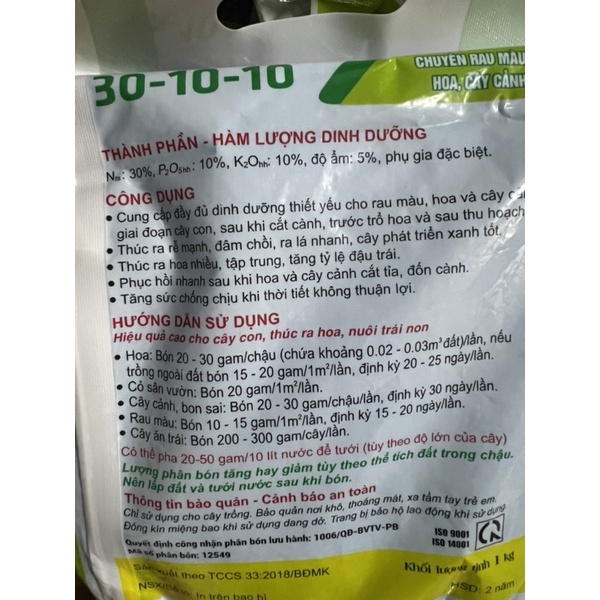 30-10-10
CHUYÊN RAU MÀU
HOA, CÂY CẢNH
THÀNH PHẦN - HÀM LƯỢNG DINH DƯỠNG
Nts: 30%, P2O5hh: 10%, K2Ohh: 10%, độ ẩm: 5%, phụ gia đặc biệt.
CÔNG DỤNG
• Cung cấp đầy đủ dinh dưỡng thiết yếu cho rau màu, hoa và cây
giai đoạn cây con, sau khi cắt cành, trước trổ hoa và sau thu hoạch
• Thúc ra rễ mạnh, đâm chồi, ra lá nhanh, cây phát triển xanh tốt.
• Thúc ra hoa nhiều, tập trung, tăng tỷ lệ đậu trái.
• Phục hồi nhanh sau khi hoa và cây cảnh cắt tỉa, đốn cành.
• Tăng sức chống chịu khi thời tiết không thuận lợi.
HƯỚNG DẪN SỬ DỤNG
Hiệu quả cao cho cây con, thúc ra hoa, nuôi trái non
• Hoa: Bón 20 - 30 gam/chậu (chứa khoảng 0.02 - 0.03m³ đất)/lần, nếu
trồng ngoài đất bón 15 - 20 gam/1m²/lần, định kỳ 20 - 25 ngày/lần.
• Cỏ sân vườn: Bón 20 gam/1m²/lần.
• Cây cảnh, bon sai: Bón 20 - 30 gam/chậu/lần, định kỳ 30 ngày/lần.
• Rau màu: Bón 10 - 15 gam/1m²/lần, định kỳ 15 - 20 ngày/lần.
• Cây ăn trái: Bón 200 - 300 gam/cây/lần.
Có thể pha 20-50 gam/10 lít nước để tưới (tùy theo độ lớn của cây)
Lượng phân bón tăng hay giảm tùy theo thể tích đất trong chậu.
Nên lấp đất và tưới nước sau khi bón.
Thông tin bảo quản - Cảnh báo an toàn
Chỉ sử dụng cho cây trồng. Bảo quản nơi khô, thoáng mát, xa tầm tay trẻ em.
Đóng kín miệng bao khi sử dụng dang dở. Trang bị bảo hộ lao động khi sử dụng.
Quyết định công nhận phân bón lưu hành: 1006/QĐ-BVTV-PB
Mã số phân bón: 12549
ISO 9001
ISO 14001
Sản xuất theo TCCS 33:2018/BĐMK
Khối lượng tịnh 1 kg
NSX/Số lô: In trên bao bì
HSD: 2 năm